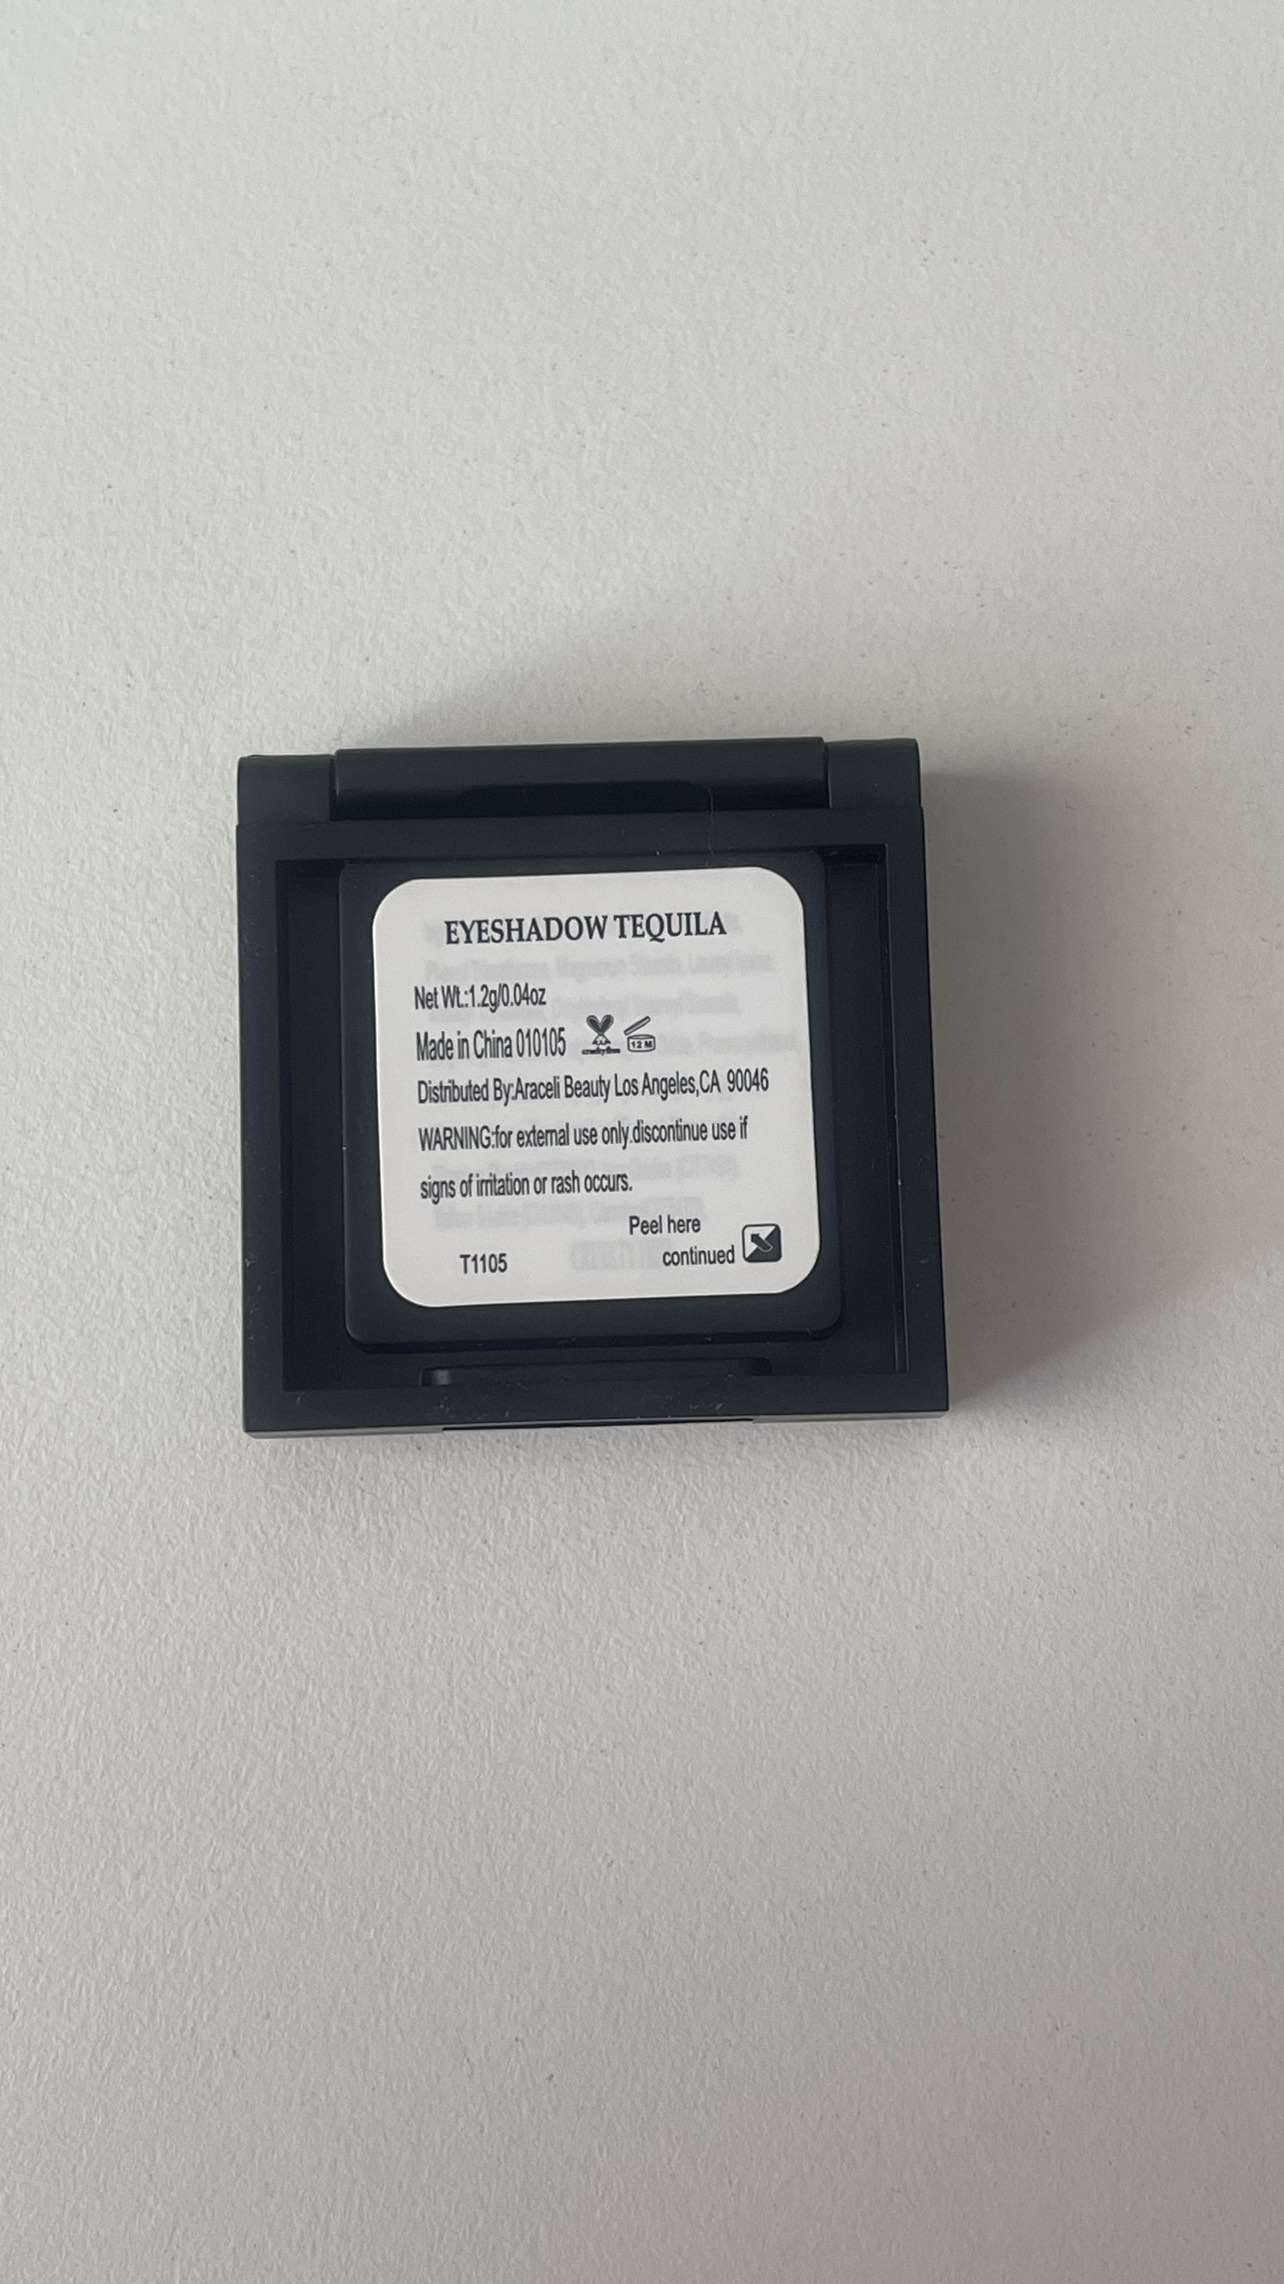 EYESHADOW TEQUILA
Net Wt.:1.2g/0.04oz
Made in China 010105 crueltyfree 12 M
Distributed By:Araceli Beauty Los Angeles,CA 90046
WARNING:for external use only.discontinue use if
signs of irritation or rash occurs.
Peel here
T1105 continued